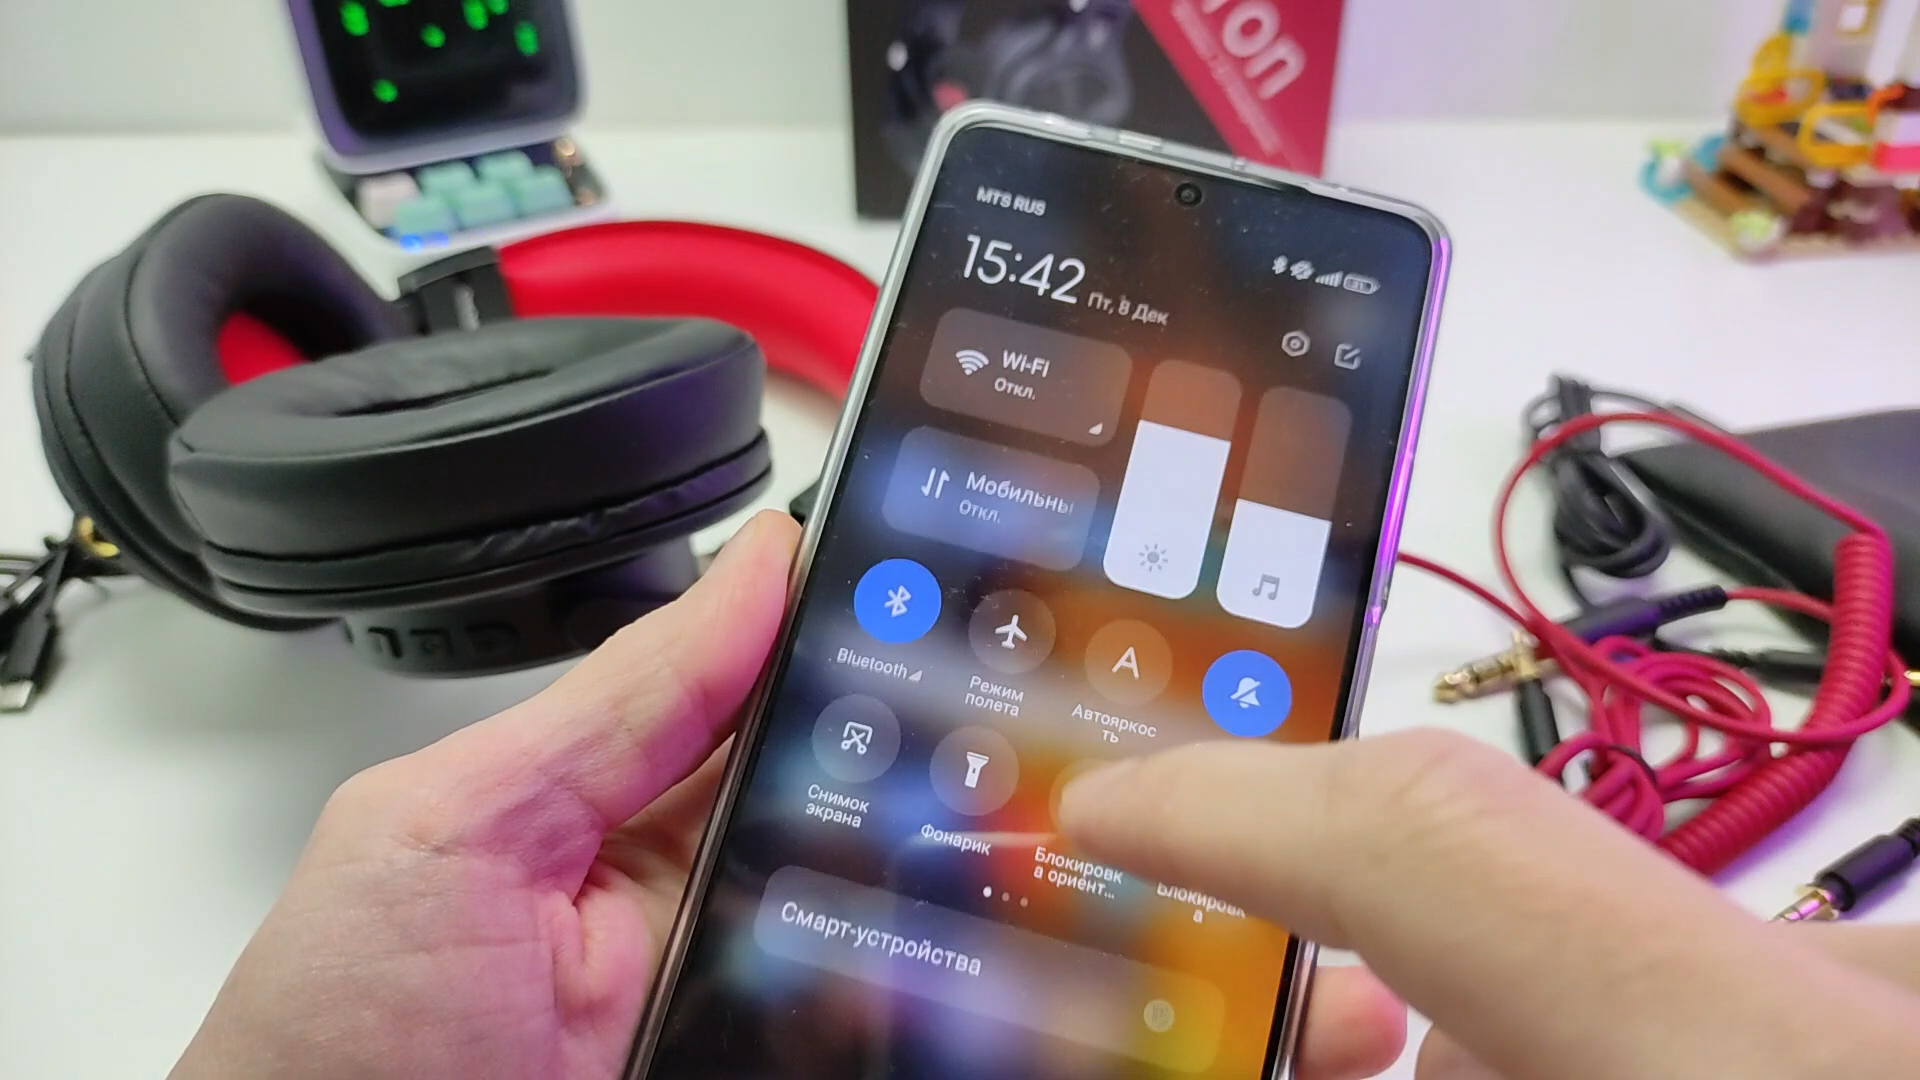 ron
MTS RUS
15:42 Пт, 8 Дек
Wi-Fi
Откл.
Мобильны
Откл.
Bluetooth
Режим
полета
Автояркос
ть
Снимок
экрана
Фонарик
Блокировк
а ориент...
Блокировк
а
Смарт-устройства